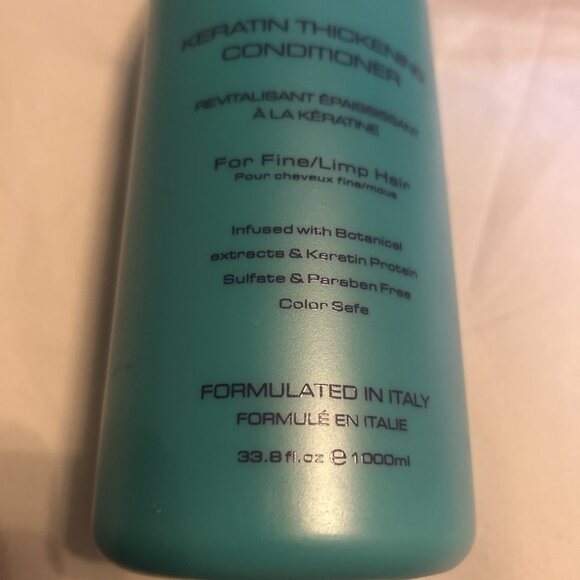 KERATIN THICKENING
CONDITIONER
REVITALISANT ÉPAISSISSANT
À LA KÉRATINE
For Fine/Limp Hair
Pour cheveux fins/mous
Infused with Botanical
extracts & Keratin Protein
Sulfate & Paraben Free
Color Safe
FORMULATED IN ITALY
FORMULÉ EN ITALIE
33.8 fl.oz ℮ 1000ml